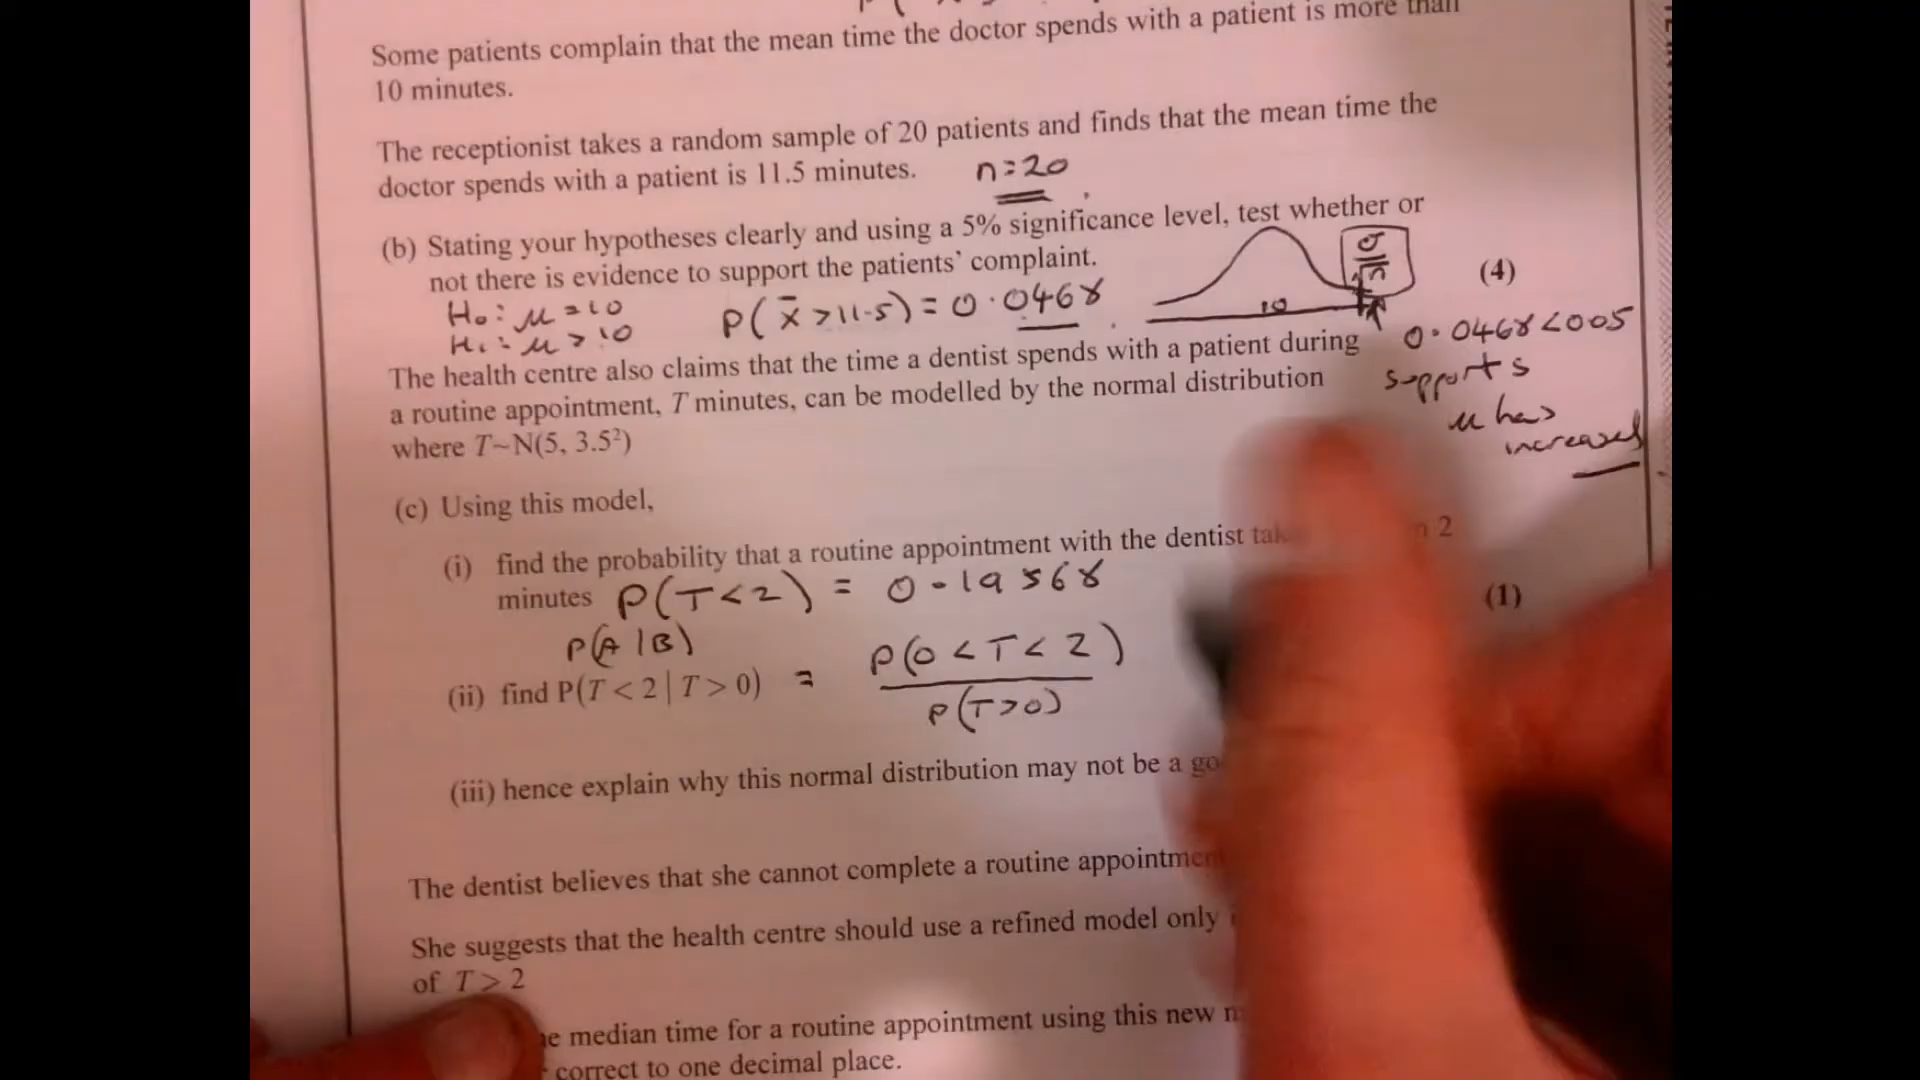 Some patients complain that the mean time the doctor spends with a patient is more than
10 minutes.
The receptionist takes a random sample of 20 patients and finds that the mean time the
doctor spends with a patient is 11.5 minutes. n=20
(b) Stating your hypotheses clearly and using a 5% significance level, test whether or
not there is evidence to support the patients' complaint.
σ/√n
10
(4)
H₀: μ = 10
H₁: μ > 10
P(x̄ >11.5) = 0.0468
0.0468 < 005
supports
μ has
increased
The health centre also claims that the time a dentist spends with a patient during
a routine appointment, T minutes, can be modelled by the normal distribution
where T~N(5, 3.5²)
(c) Using this model,
(i) find the probability that a routine appointment with the dentist 2
minutes P(T<2) = 0.19568
(1)
P(A|B)
(ii) find P(T < 2 | T > 0) = P(0 < T < 2)
P(T>0)
(iii) hence explain why this normal distribution may not be a
The dentist believes that she cannot complete a routine
She suggests that the health centre should use a refined model only
of T > 2
median time for a routine appointment using this new
correct to one decimal place.